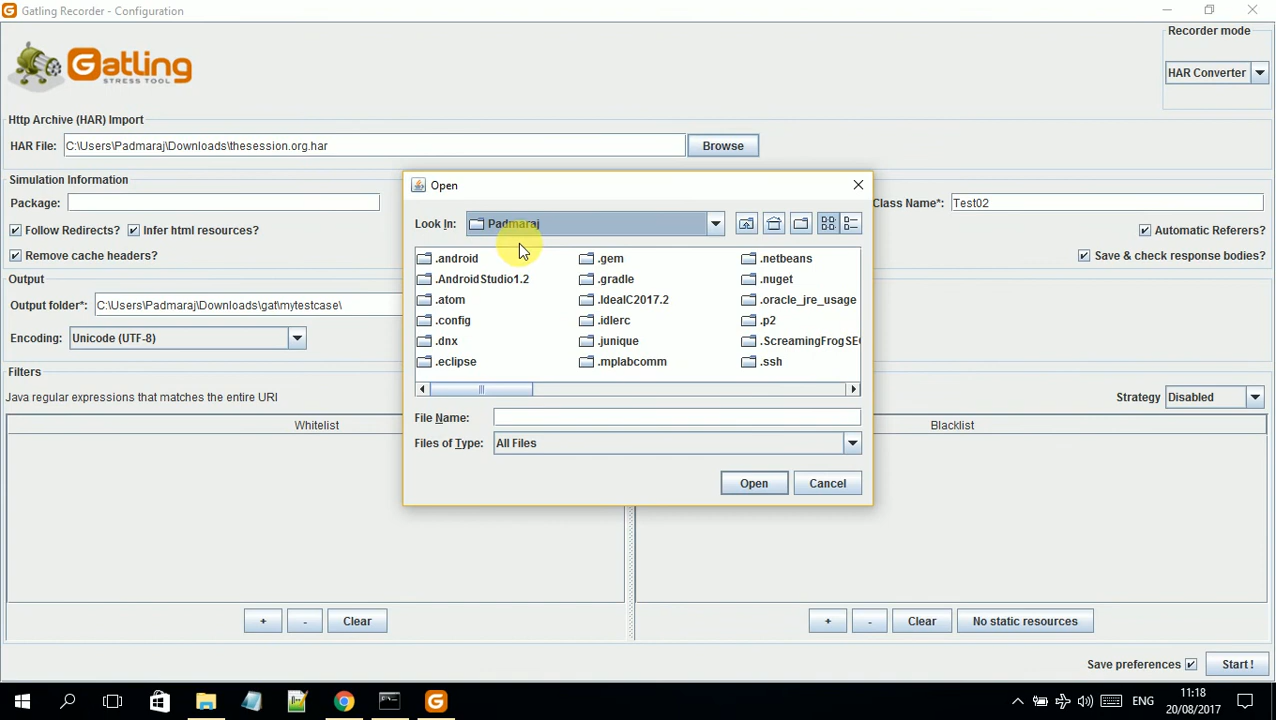 Gatling Recorder - Configuration
Recorder mode
Gatling
STRESS TOOL
HAR Converter
Http Archive (HAR) Import
HAR File: C:\Users\Padmaraj\Downloads\thesession.org.har Browse
Simulation Information
Open
Package:
Class Name*: Test02
Look In: Padmaraj
Follow Redirects? Infer html resources?
Automatic Referers?
Remove cache headers?
Save & check response bodies?
.android .gem .netbeans
.AndroidStudio1.2 .gradle .nuget
.atom .IdeaIC2017.2 .oracle_jre_usage
.config .idlerc .p2
.dnx .junique .ScreamingFrogSE
.eclipse .mplabcomm .ssh
Output
Output folder*: C:\Users\Padmaraj\Downloads\gat\mytestcase\
Encoding: Unicode (UTF-8)
Filters
Java regular expressions that matches the entire URI
Strategy Disabled
File Name:
Files of Type: All Files
Open Cancel
Whitelist Blacklist
+ - Clear + - Clear No static resources
Save preferences Start !
ENG
11:18
20/08/2017